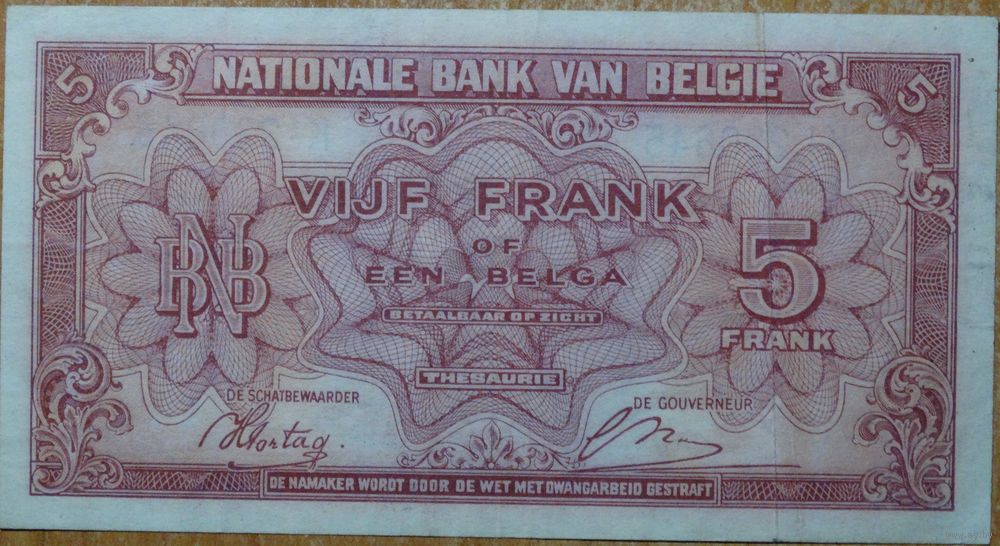 5 NATIONALE BANK VAN BELGIE 5
VIJF FRANK
OF
EEN BELGA
BETAALBAAR OP ZICHT
THESAURIE
BNB
5
FRANK
DE SCHATBEWAARDER
DE GOUVERNEUR
DE NAMAKER WORDT DOOR DE WET MET DWANGARBEID GESTRAFT